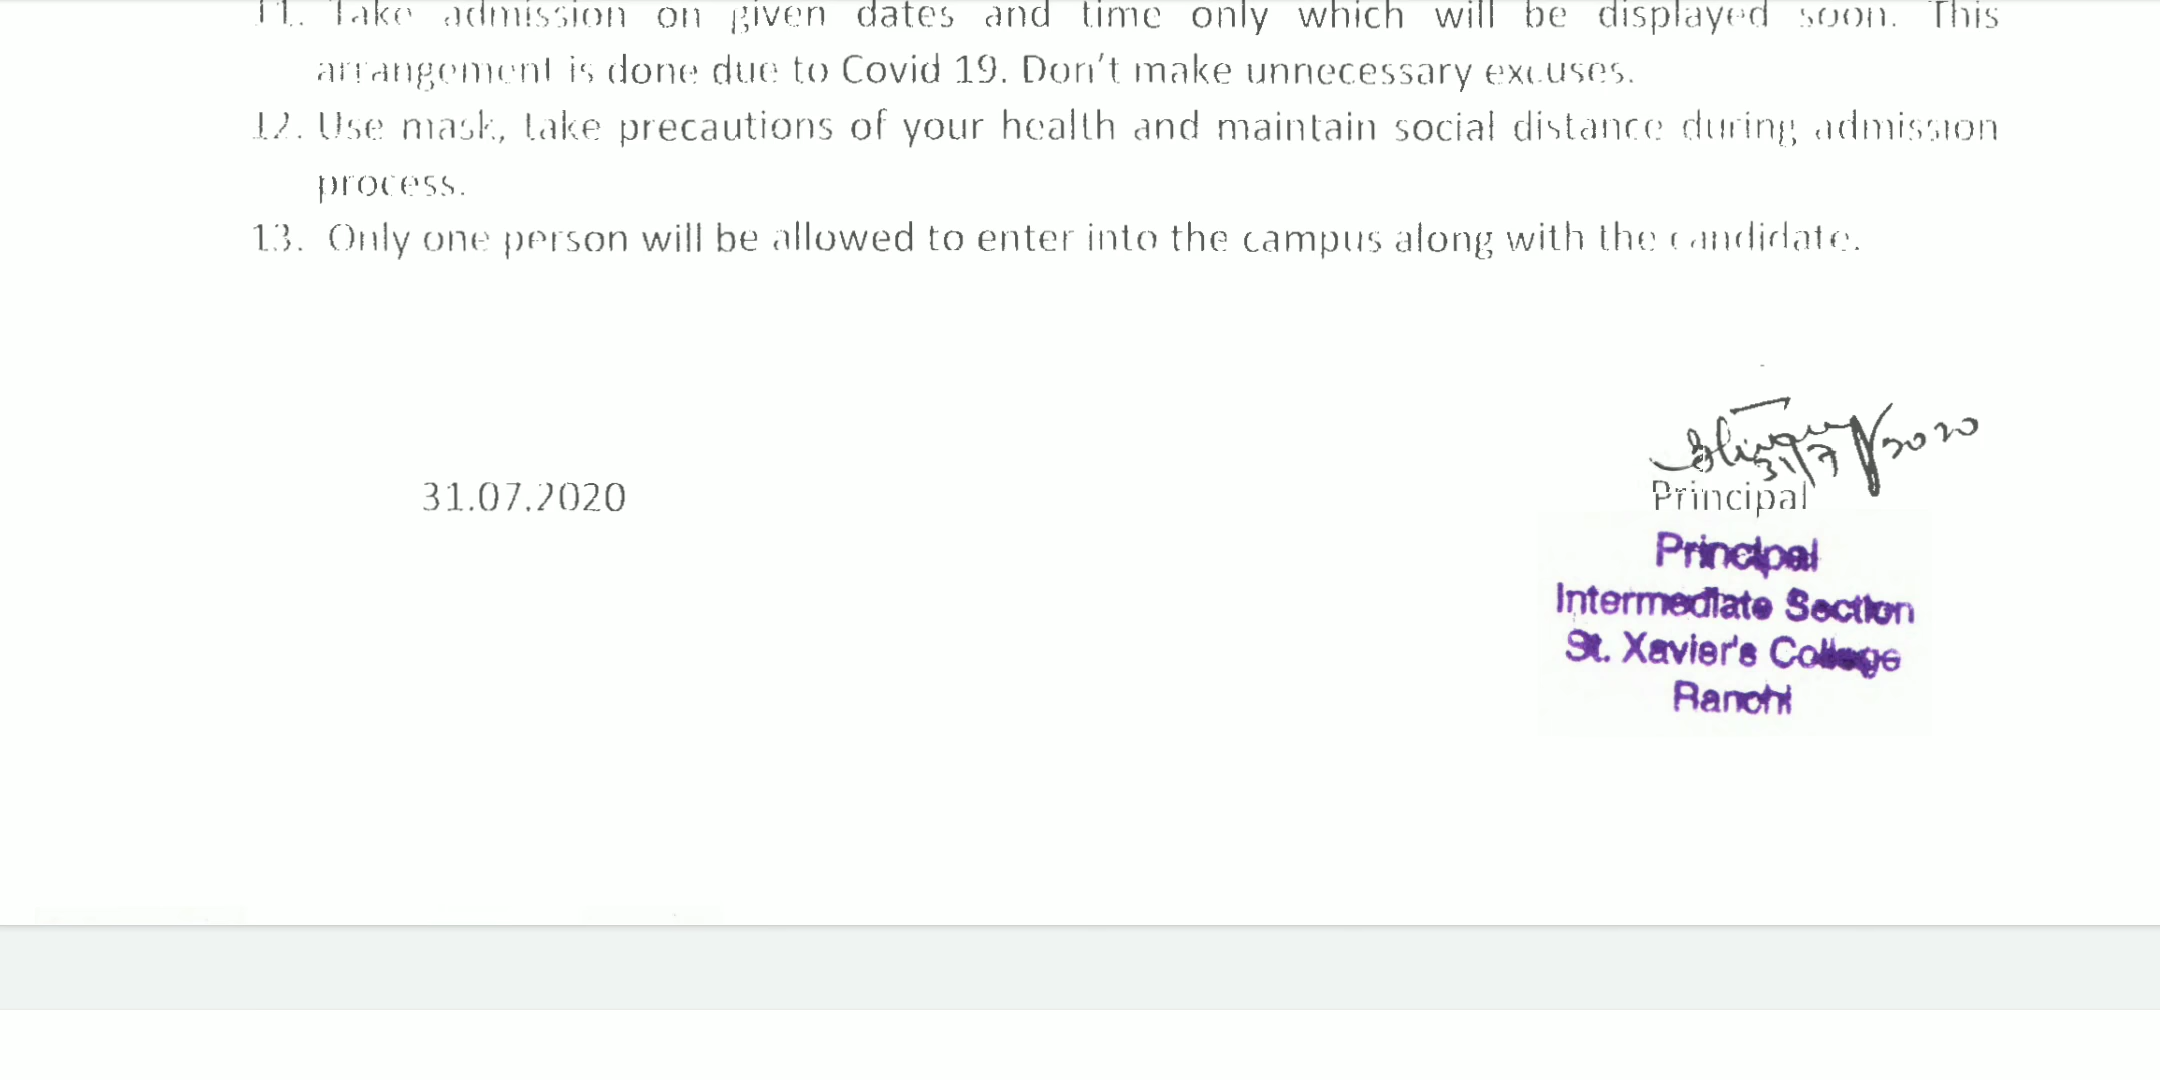 11. Take admission on given dates and time only which will be displayed soon. This
arrangement is done due to Covid 19. Don't make unnecessary excuses.
12. Use mask, take precautions of your health and maintain social distance during admission
process.
13. Only one person will be allowed to enter into the campus along with the candidate.
31/7/2020
31.07.2020
Principal
Principal
Intermediate Section
St. Xavier's College
Ranchi